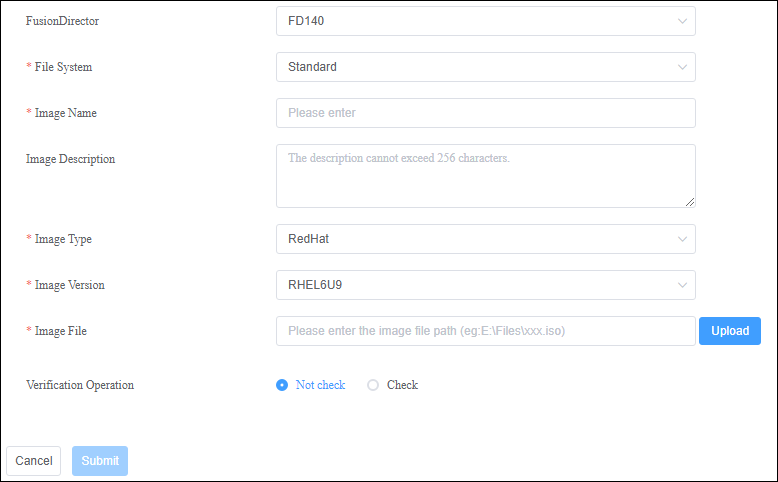 FusionDirector FD140
* File System Standard
* Image Name Please enter
Image Description The description cannot exceed 256 characters.
* Image Type RedHat
* Image Version RHEL6U9
* Image File Please enter the image file path (eg:E:\Files\xxx.iso) Upload
Verification Operation Not check Check
Cancel Submit